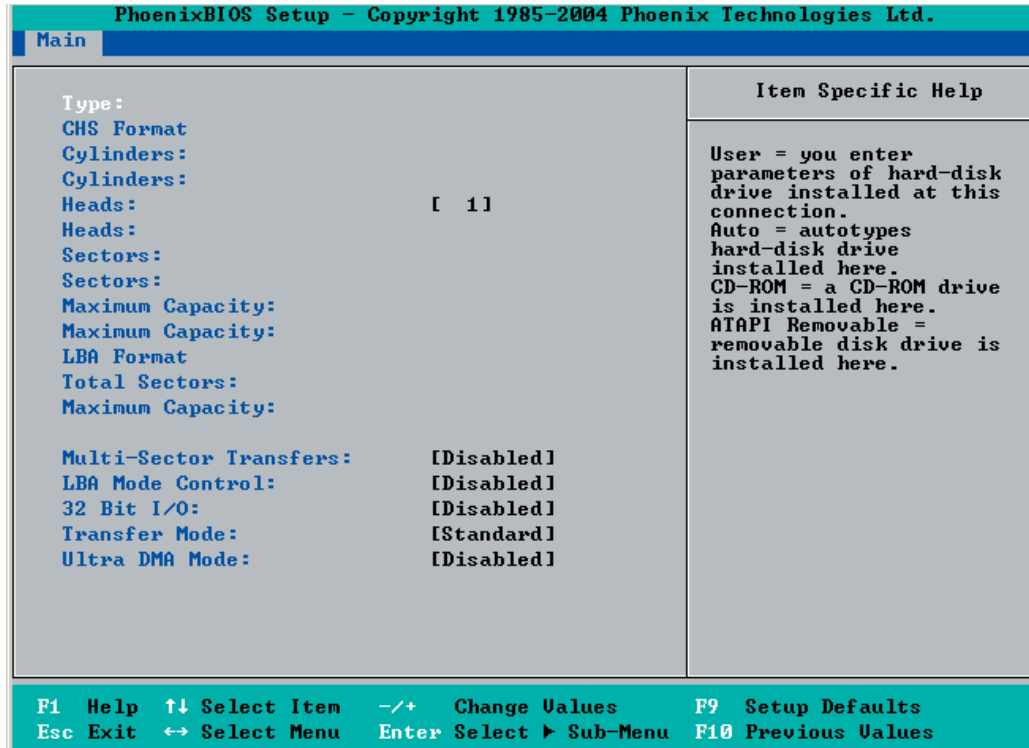 PhoenixBIOS Setup - Copyright 1985-2004 Phoenix Technologies Ltd.
Main
Type:
CHS Format
Cylinders:
Cylinders:
Heads: [ 1]
Heads:
Sectors:
Sectors:
Maximum Capacity:
Maximum Capacity:
LBA Format
Total Sectors:
Maximum Capacity:
Multi-Sector Transfers: [Disabled]
LBA Mode Control: [Disabled]
32 Bit I/O: [Disabled]
Transfer Mode: [Standard]
Ultra DMA Mode: [Disabled]
Item Specific Help
User = you enter
parameters of hard-disk
drive installed at this
connection.
Auto = autotypes
hard-disk drive
installed here.
CD-ROM = a CD-ROM drive
is installed here.
ATAPI Removable =
removable disk drive is
installed here.
F1 Help ↑↓ Select Item -/+ Change Values F9 Setup Defaults
Esc Exit ↔ Select Menu Enter Select ▶ Sub-Menu F10 Previous Values